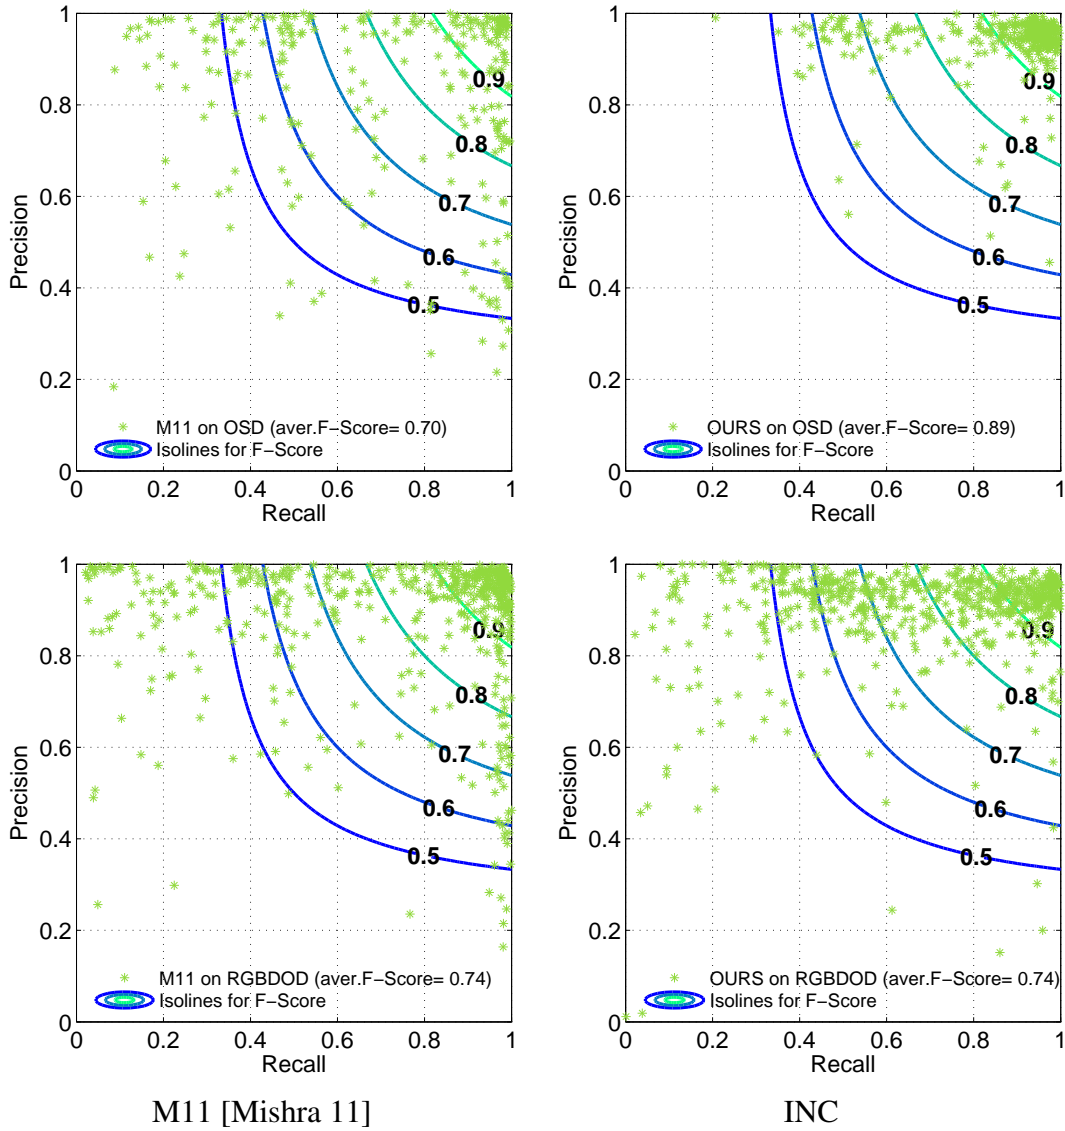 1
0.8
0.6
0.4
0.2
0
Precision
0.9
0.8
0.7
0.6
0.5
M11 on OSD (aver.F−Score= 0.70)
Isolines for F−Score
0 0.2 0.4 0.6 0.8 1
Recall
1
0.8
0.6
0.4
0.2
0
Precision
0.9
0.8
0.7
0.6
0.5
OURS on OSD (aver.F−Score= 0.89)
Isolines for F−Score
0 0.2 0.4 0.6 0.8 1
Recall
1
0.8
0.6
0.4
0.2
0
Precision
0.9
0.8
0.7
0.6
0.5
M11 on RGBDOD (aver.F−Score= 0.74)
Isolines for F−Score
0 0.2 0.4 0.6 0.8 1
Recall
1
0.8
0.6
0.4
0.2
0
Precision
0.9
0.8
0.7
0.6
0.5
OURS on RGBDOD (aver.F−Score= 0.74)
Isolines for F−Score
0 0.2 0.4 0.6 0.8 1
Recall
M11 [Mishra 11]
INC